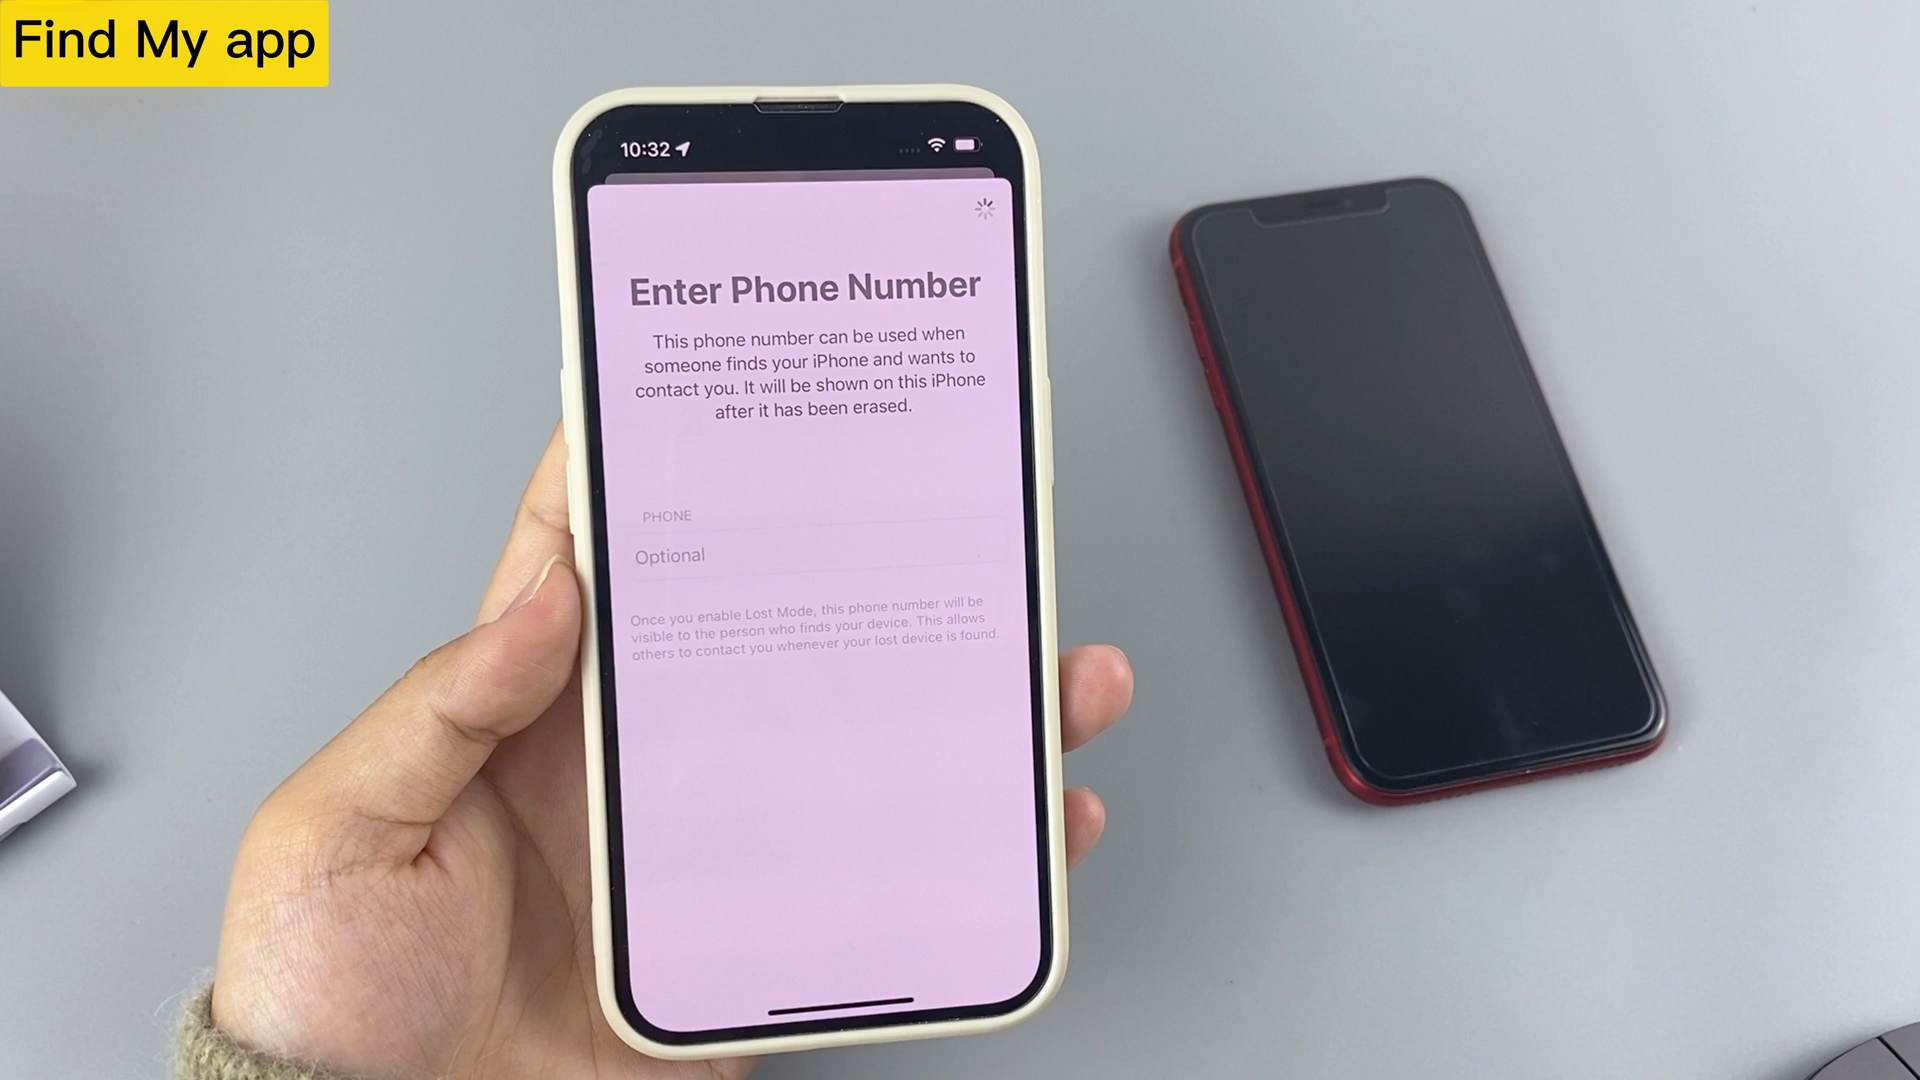 Find My app
10:32
Enter Phone Number
This phone number can be used when
someone finds your iPhone and wants to
contact you. It will be shown on this iPhone
after it has been erased.
PHONE
Optional
Once you enable Lost Mode, this phone number will be
visible to the person who finds your device. This allows
others to contact you whenever your lost device is found.